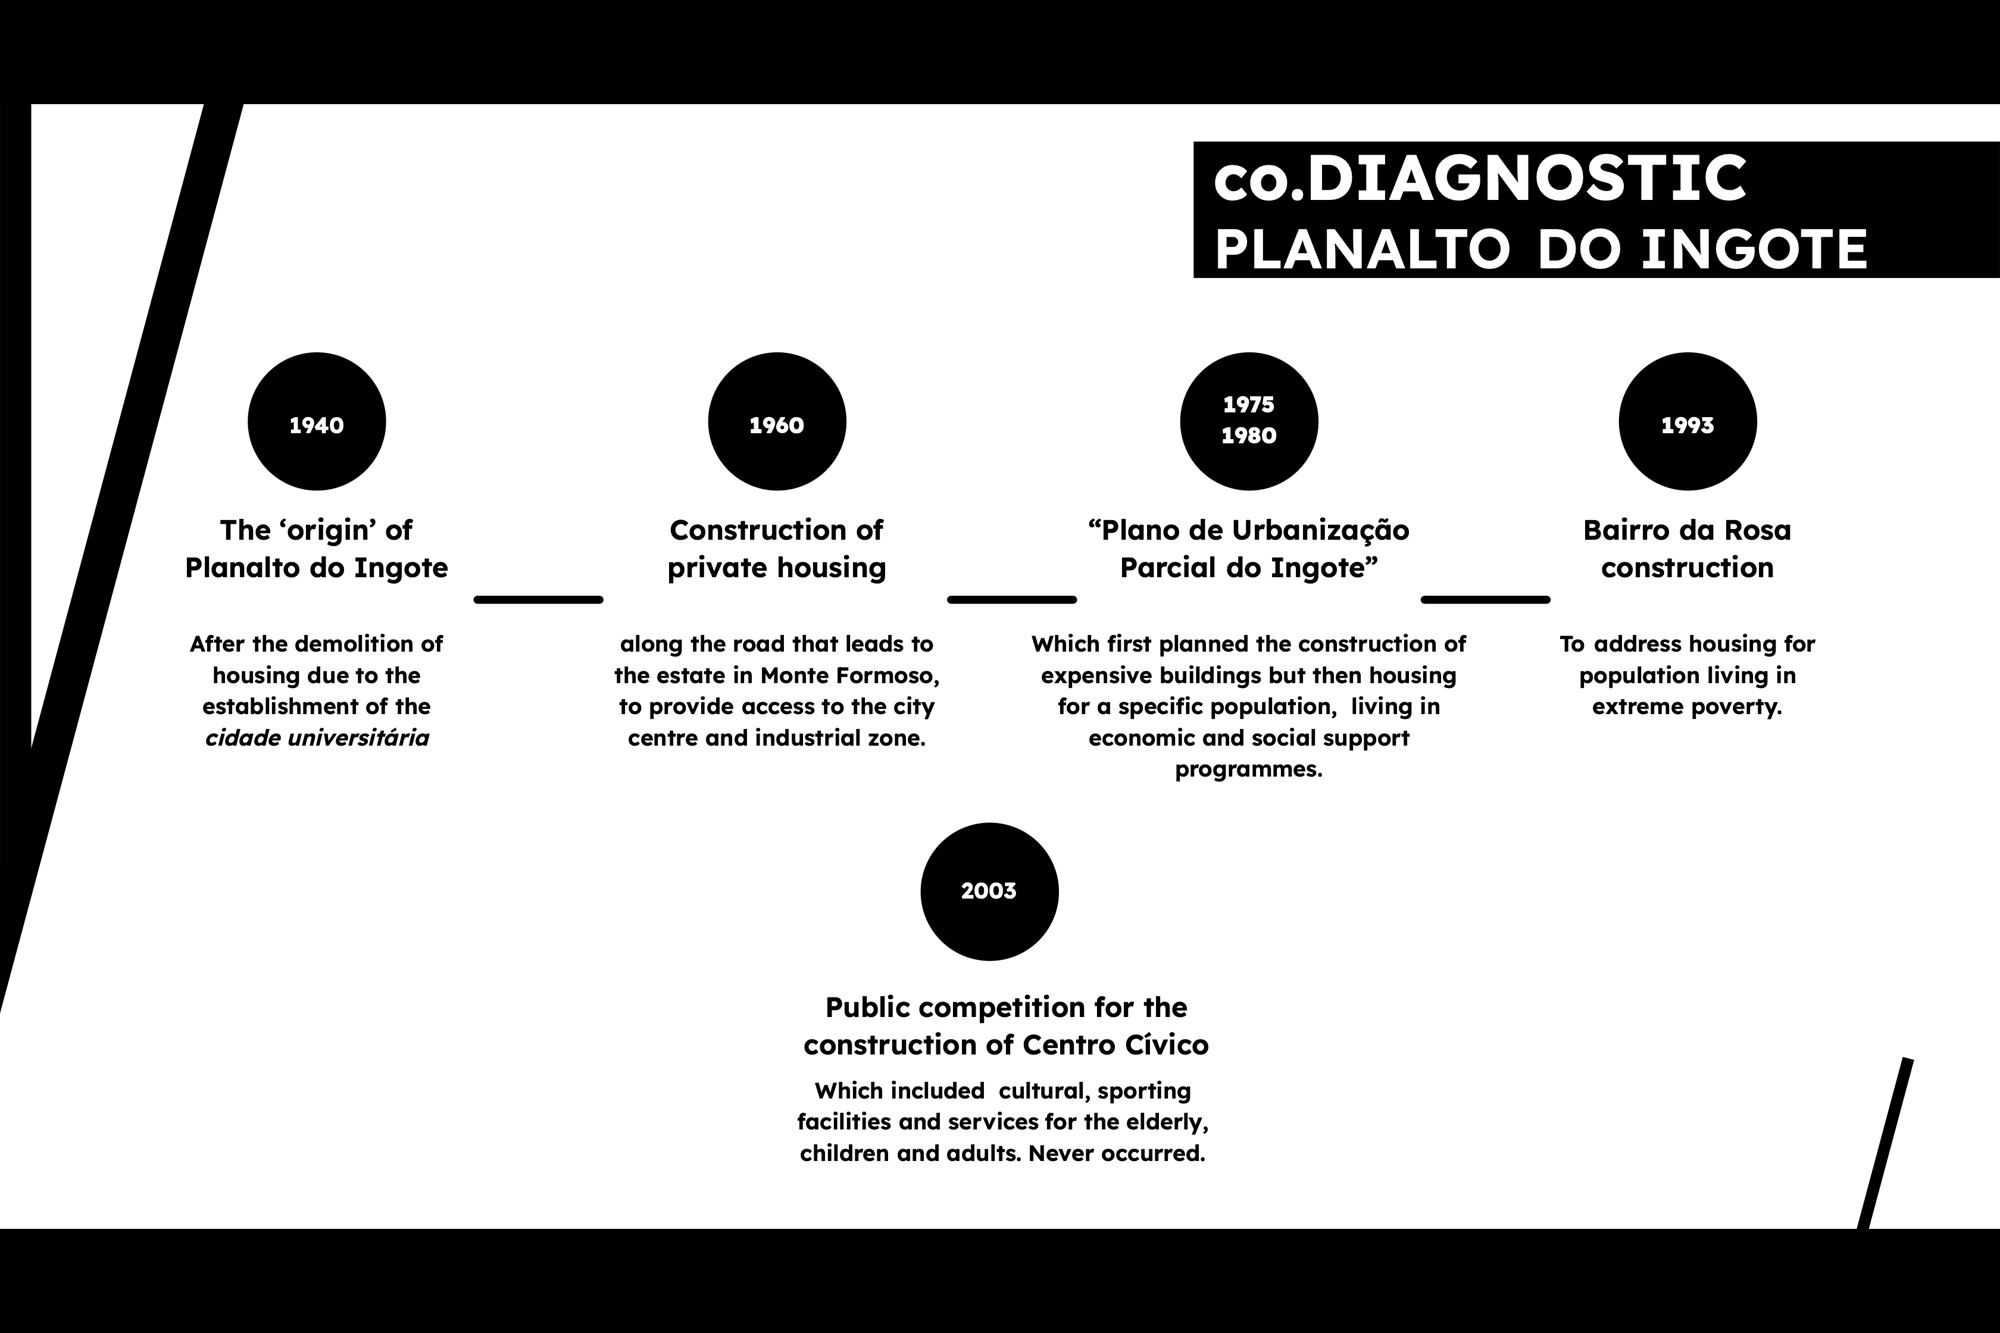 co.DIAGNOSTIC
PLANALTO DO INGOTE
1940
The ‘origin’ of
Planalto do Ingote
After the demolition of
housing due to the
establishment of the
cidade universitária
1960
Construction of
private housing
along the road that leads to
the estate in Monte Formoso,
to provide access to the city
centre and industrial zone.
1975
1980
“Plano de Urbanização
Parcial do Ingote”
Which first planned the construction of
expensive buildings but then housing
for a specific population,  living in
economic and social support
programmes.
1993
Bairro da Rosa
construction
To address housing for
population living in
extreme poverty.
2003
Public competition for the
construction of Centro Cívico
Which included  cultural, sporting
facilities and services for the elderly,
children and adults. Never occurred.